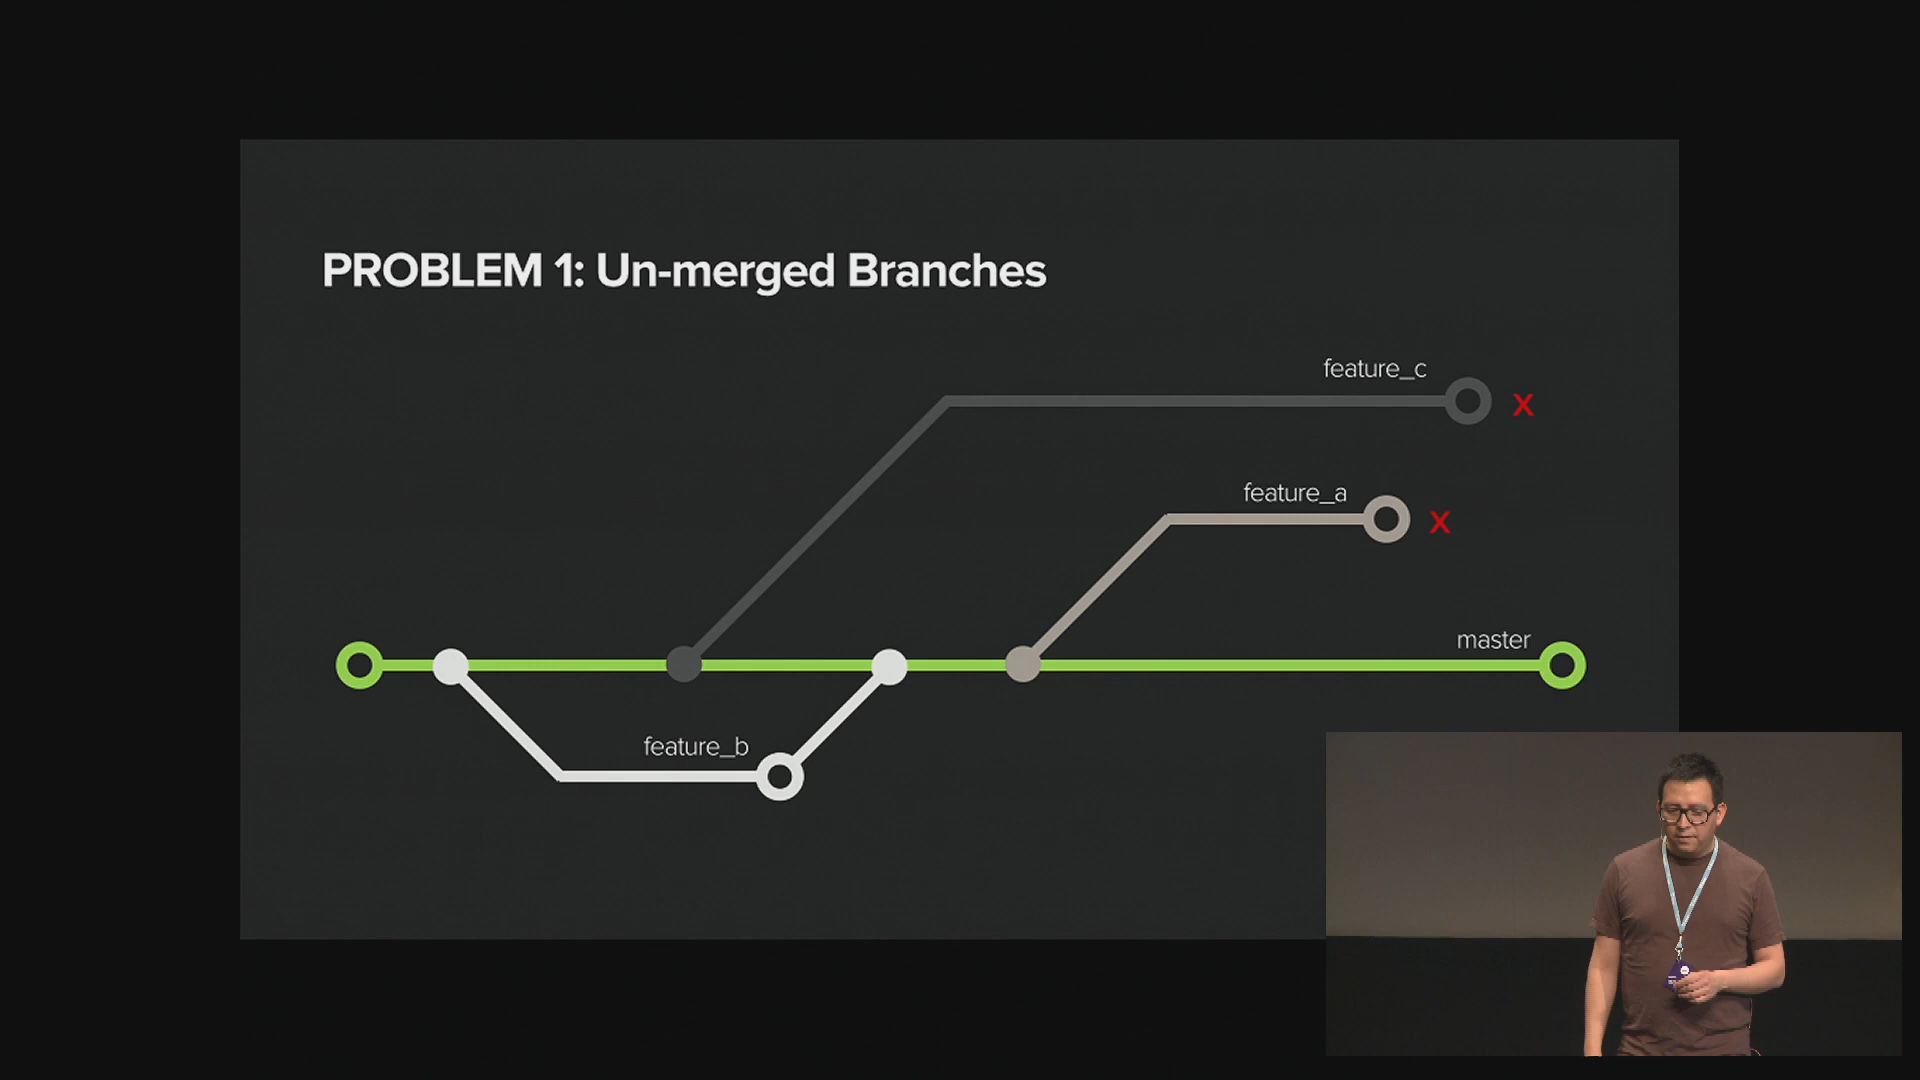 PROBLEM 1: Un-merged Branches
feature_c
X
feature_a
X
master
feature_b